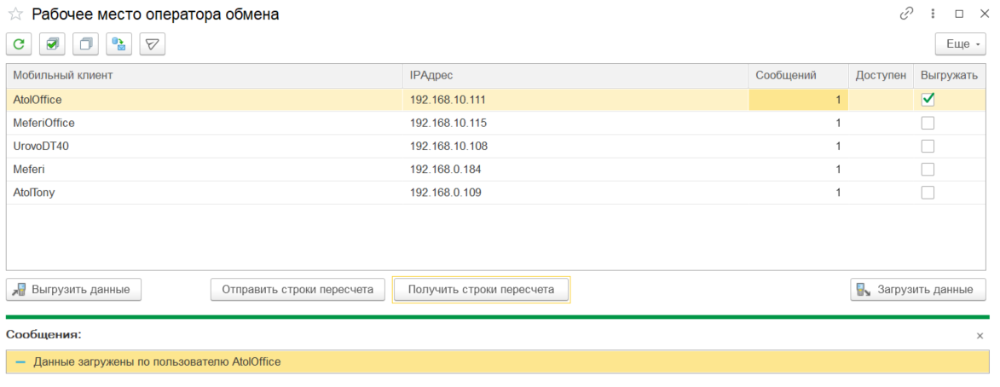 Рабочее место оператора обмена
Еще
Мобильный клиент IPАдрес Сообщений Доступен Выгружать
AtolOffice 192.168.10.111 1
MeferiOffice 192.168.10.115 1
UrovoDT40 192.168.10.108 1
Meferi 192.168.0.184 1
AtolTony 192.168.0.109 1
Выгрузить данные Отправить строки пересчета Получить строки пересчета Загрузить данные
Сообщения:
Данные загружены по пользователю AtolOffice